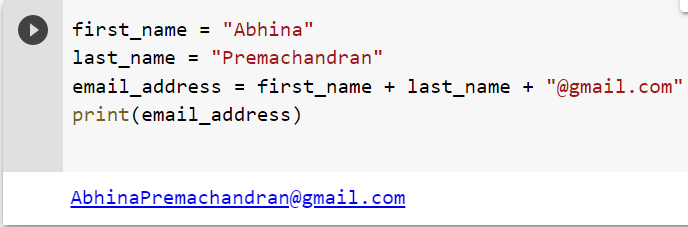 first_name = "Abhina"
last_name = "Premachandran"
email_address = first_name + last_name + "@gmail.com"
print(email_address)
AbhinaPremachandran@gmail.com